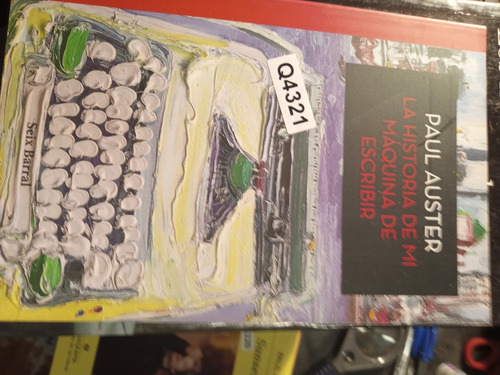 PAUL AUSTER
LA HISTORIA DE MI
MÁQUINA DE
ESCRIBIR
Q4321
Seix Barral